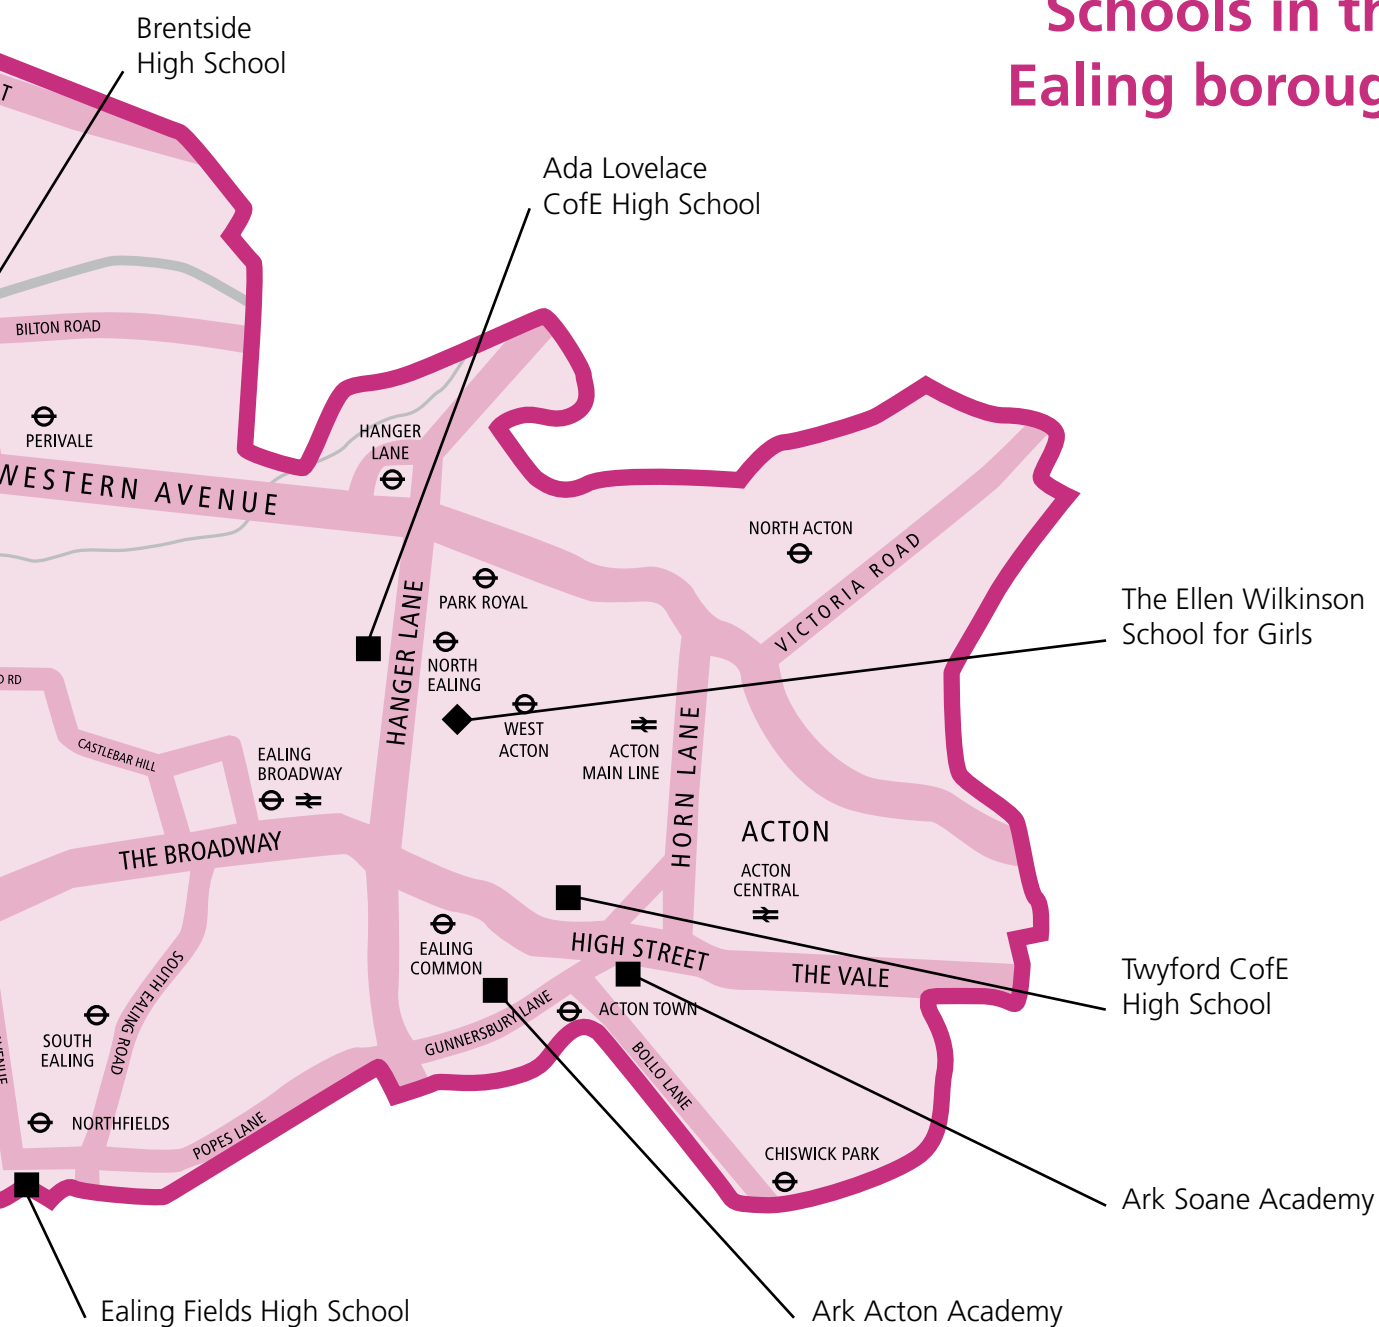 Schools in th
Ealing boroug
Brentside
High School
Ada Lovelace
CofE High School
T
BILTON ROAD
PERIVALE
HANGER
LANE
WESTERN AVENUE
NORTH ACTON
VICTORIA ROAD
PARK ROYAL
HANGER LANE
NORTH
EALING
The Ellen Wilkinson
School for Girls
D RD
CASTLEBAR HILL
WEST
ACTON
ACTON
MAIN LINE
HORN LANE
EALING
BROADWAY
THE BROADWAY
ACTON
ACTON
CENTRAL
EALING
COMMON
HIGH STREET
THE VALE
Twyford CofE
High School
SOUTH EALING ROAD
SOUTH
EALING
GUNNERSBURY LANE
ACTON TOWN
BOLLO LANE
VENUE
NORTHFIELDS
POPES LANE
CHISWICK PARK
Ark Soane Academy
Ealing Fields High School
Ark Acton Academy